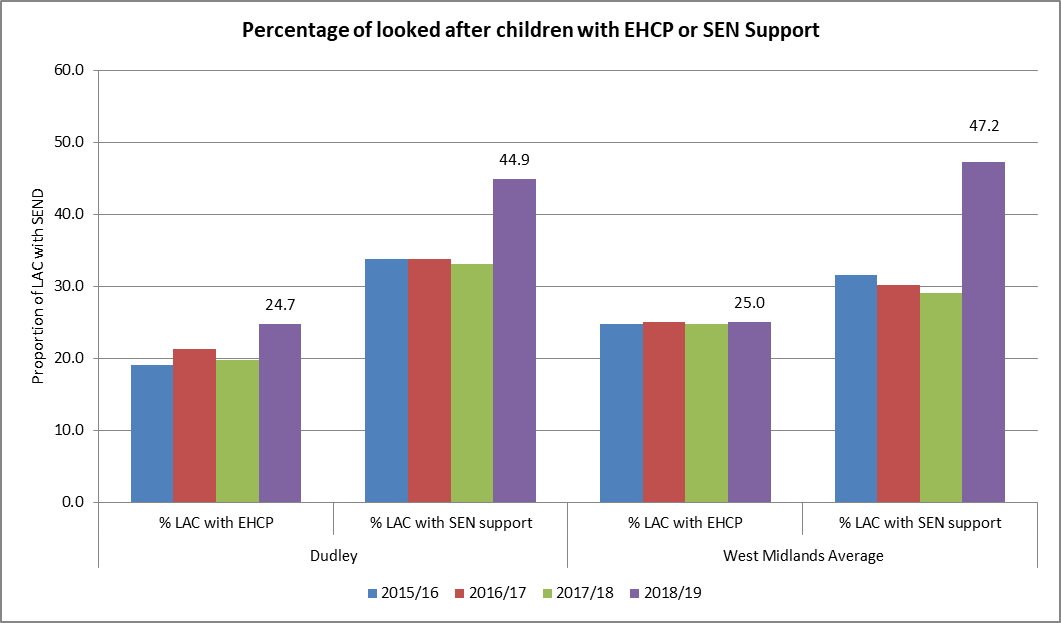 Percentage of looked after children with EHCP or SEN Support
Proportion of LAC with SEND
60.0
50.0
40.0
30.0
20.0
10.0
0.0
24.7
44.9
25.0
47.2
% LAC with EHCP
% LAC with SEN support
% LAC with EHCP
% LAC with SEN support
Dudley
West Midlands Average
2015/16
2016/17
2017/18
2018/19